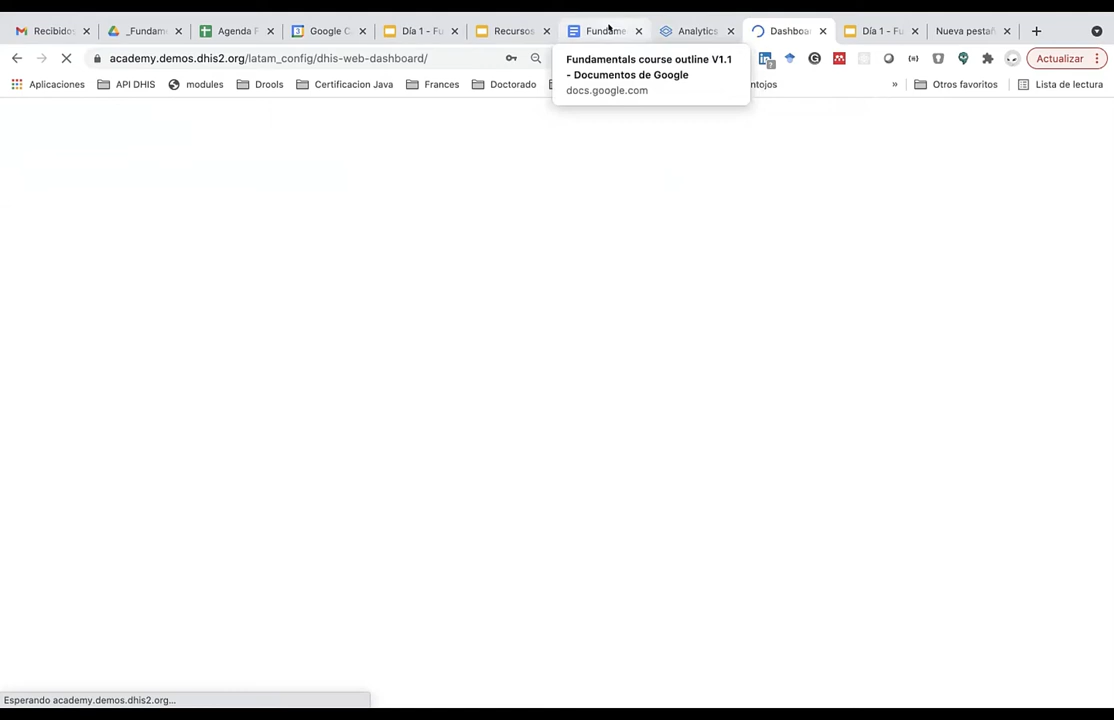 Recibidos
_Fundam
Agenda F
Google C
Día 1 - Fu
Recursos
Fundame
Analytics
Dashboa
Día 1 - Fu
Nueva pestañ
academy.demos.dhis2.org/latam_config/dhis-web-dashboard/
Actualizar
Fundamentals course outline V1.1
- Documentos de Google
docs.google.com
Aplicaciones
API DHIS
modules
Drools
Certificacion Java
Frances
Doctorado
ntojos
»
Otros favoritos
Lista de lectura
Esperando academy.demos.dhis2.org...